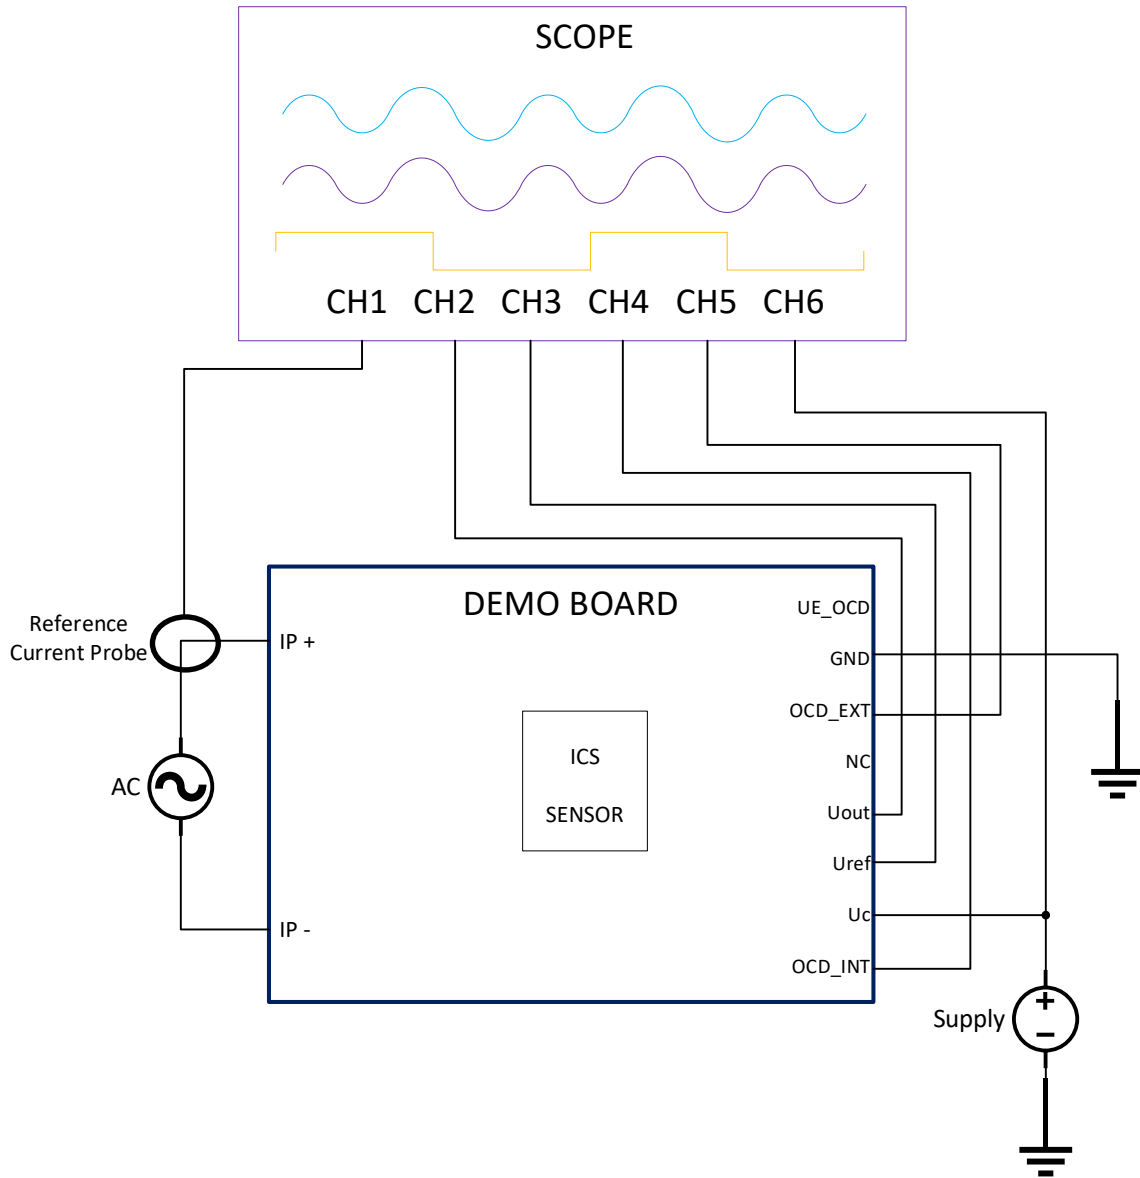 SCOPE
CH1 CH2 CH3 CH4 CH5 CH6
DEMO BOARD
Reference
Current Probe
IP +
AC
IP -
ICS
SENSOR
UE_OCD
GND
OCD_EXT
NC
Uout
Uref
Uc
OCD_INT
Supply
+
−